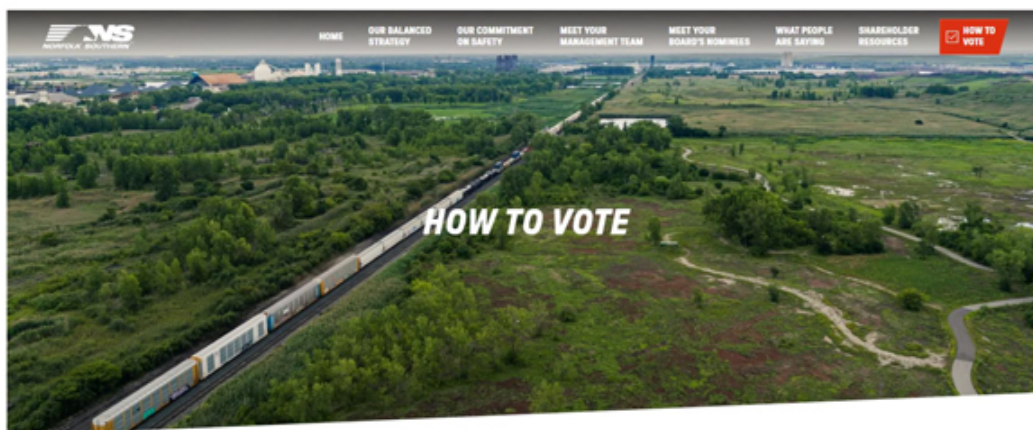 NS
NORFOLK SOUTHERN
HOME
OUR BALANCED
STRATEGY
OUR COMMITMENT
ON SAFETY
MEET YOUR
MANAGEMENT TEAM
MEET YOUR
BOARD'S NOMINEES
WHAT PEOPLE
ARE SAYING
SHAREHOLDER
RESOURCES
HOW TO
VOTE
HOW TO VOTE